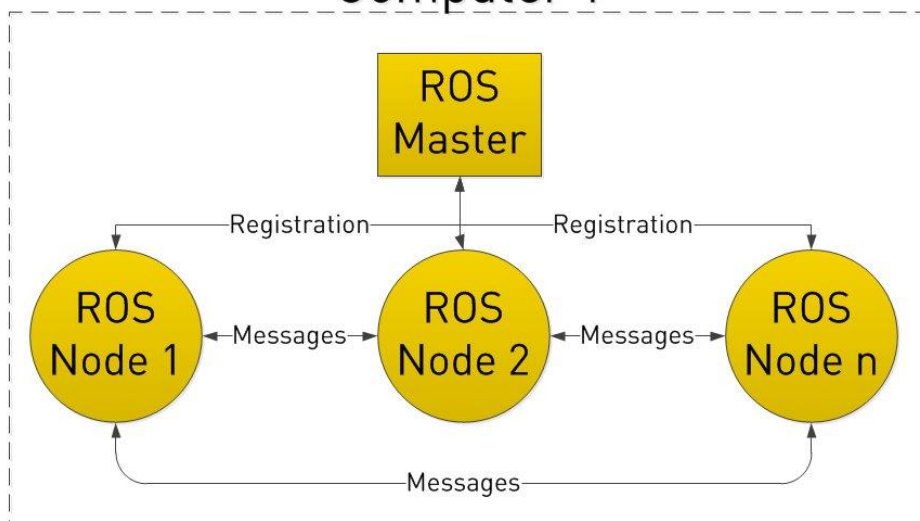 ROS
Master
Registration
Registration
ROS
Node 1
Messages
ROS
Node 2
Messages
ROS
Node n
Messages